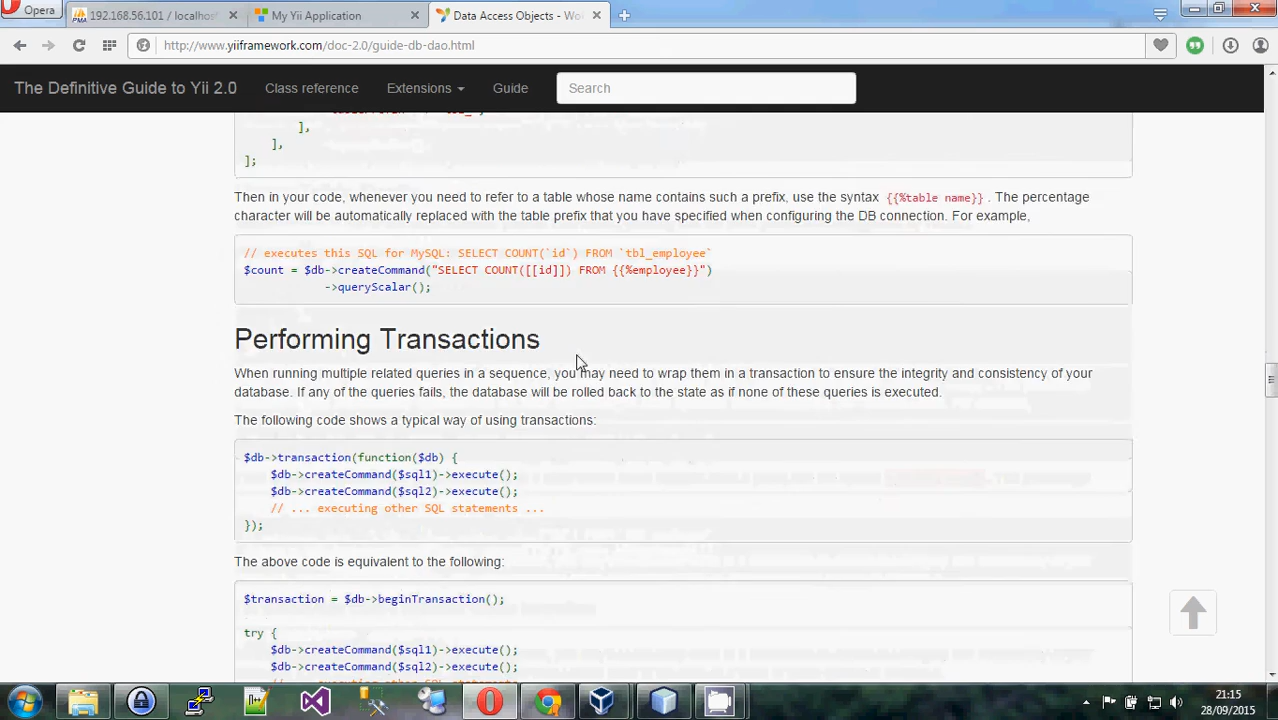 Opera
192.168.56.101 / localhos
My Yii Application
Data Access Objects - Wo
http://www.yiiframework.com/doc-2.0/guide-db-dao.html
The Definitive Guide to Yii 2.0
Class reference
Extensions
Guide
Search
],
],
];
Then in your code, whenever you need to refer to a table whose name contains such a prefix, use the syntax {{%table name}} . The percentage
character will be automatically replaced with the table prefix that you have specified when configuring the DB connection. For example,
// executes this SQL for MySQL: SELECT COUNT(`id`) FROM `tbl_employee`
$count = $db->createCommand("SELECT COUNT([[id]]) FROM {{%employee}}")
->queryScalar();
Performing Transactions
When running multiple related queries in a sequence, you may need to wrap them in a transaction to ensure the integrity and consistency of your
database. If any of the queries fails, the database will be rolled back to the state as if none of these queries is executed.
The following code shows a typical way of using transactions:
$db->transaction(function($db) {
$db->createCommand($sql1)->execute();
$db->createCommand($sql2)->execute();
// ... executing other SQL statements ...
});
The above code is equivalent to the following:
$transaction = $db->beginTransaction();
try {
$db->createCommand($sql1)->execute();
$db->createCommand($sql2)->execute();
21:15
28/09/2015